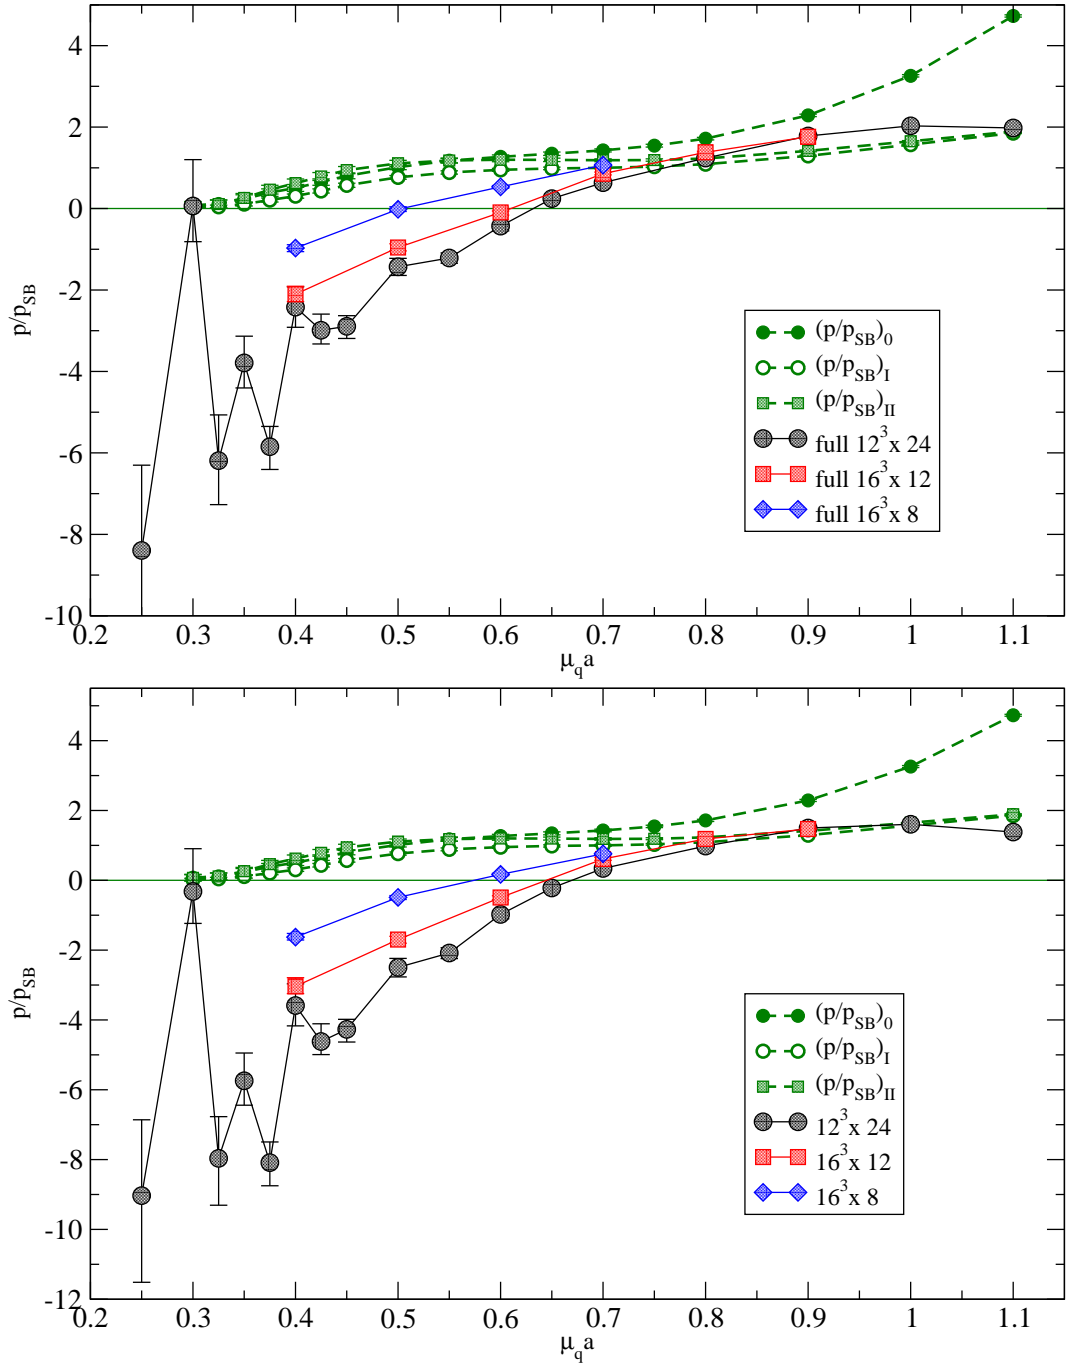 4
2
0
-2
-4
-6
-8
-10
p/p_SB
(p/p_SB)_0
(p/p_SB)_I
(p/p_SB)_II
full 12^3 x 24
full 16^3 x 12
full 16^3 x 8
0.2 0.3 0.4 0.5 0.6 0.7 0.8 0.9 1 1.1
μ_q a
4
2
0
-2
-4
-6
-8
-10
-12
p/p_SB
(p/p_SB)_0
(p/p_SB)_I
(p/p_SB)_II
12^3 x 24
16^3 x 12
16^3 x 8
0.2 0.3 0.4 0.5 0.6 0.7 0.8 0.9 1 1.1
μ_q a